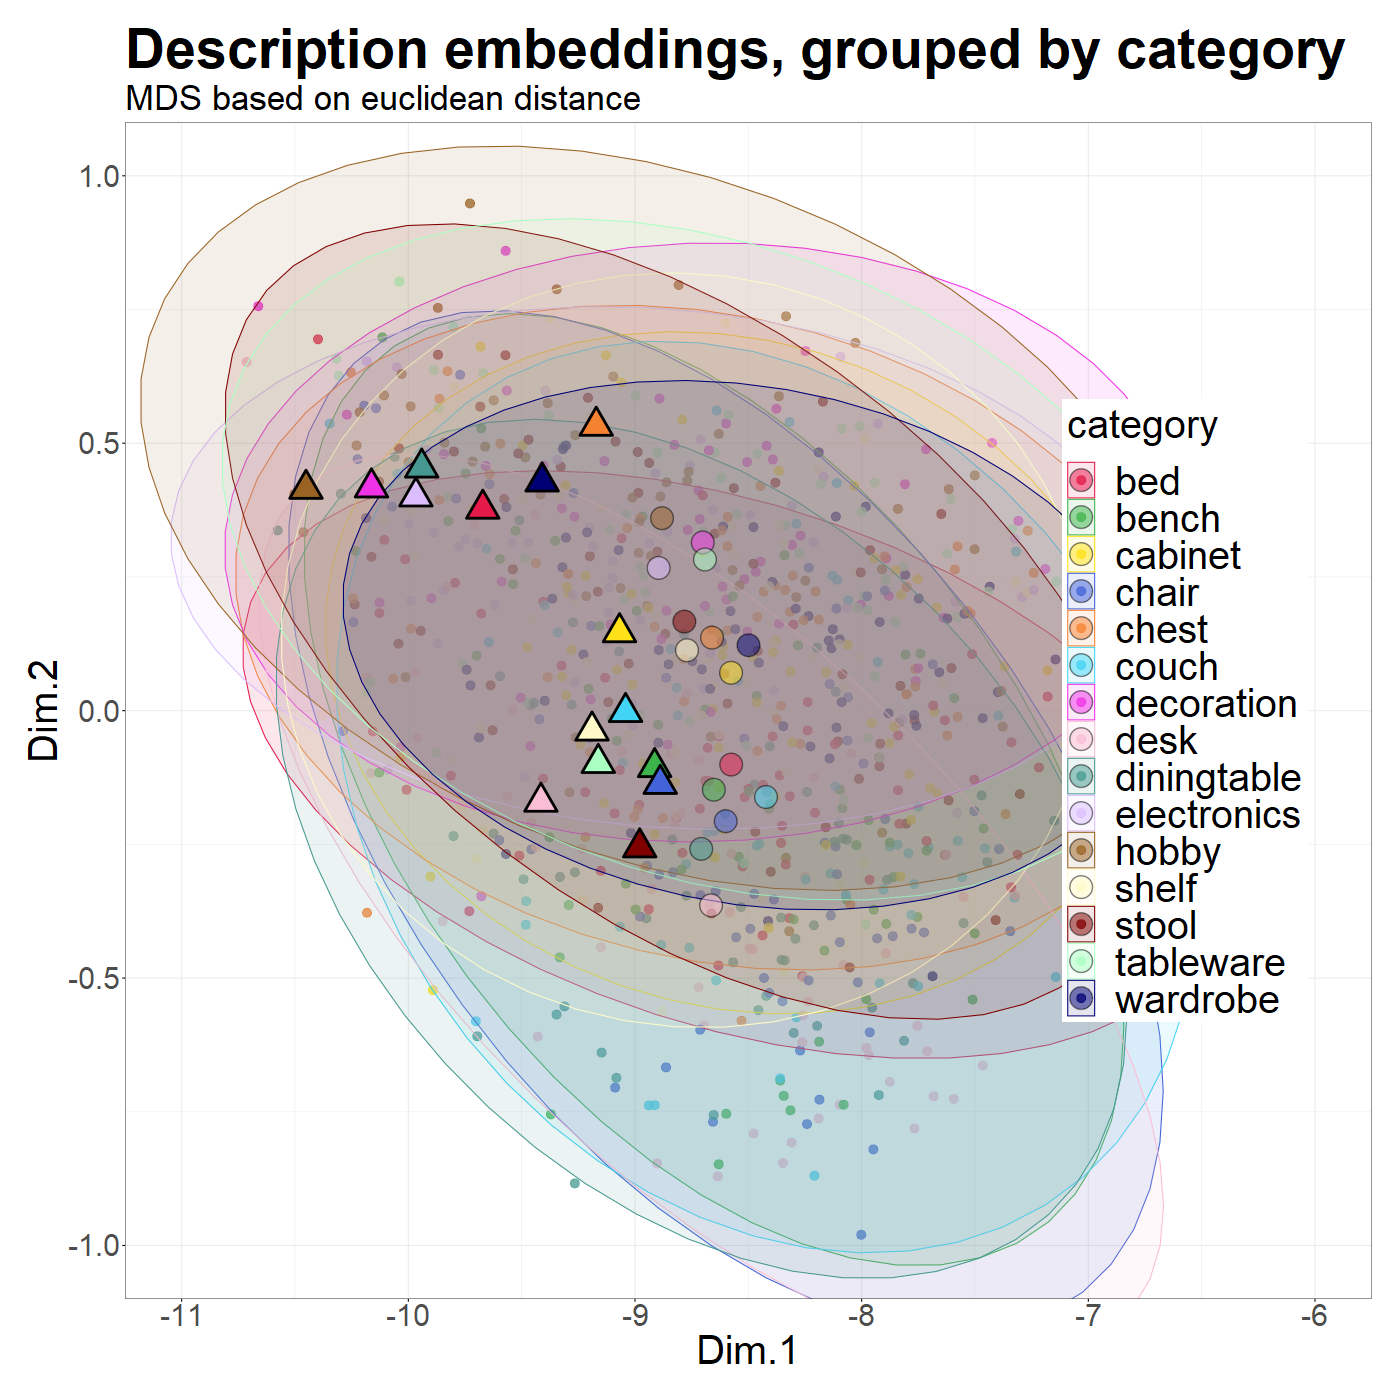 Description embeddings, grouped by category
MDS based on euclidean distance
1.0
0.5
0.0
-0.5
-1.0
Dim.2
-11
-10
-9
-8
-7
-6
Dim.1
category
bed
bench
cabinet
chair
chest
couch
decoration
desk
diningtable
electronics
hobby
shelf
stool
tableware
wardrobe